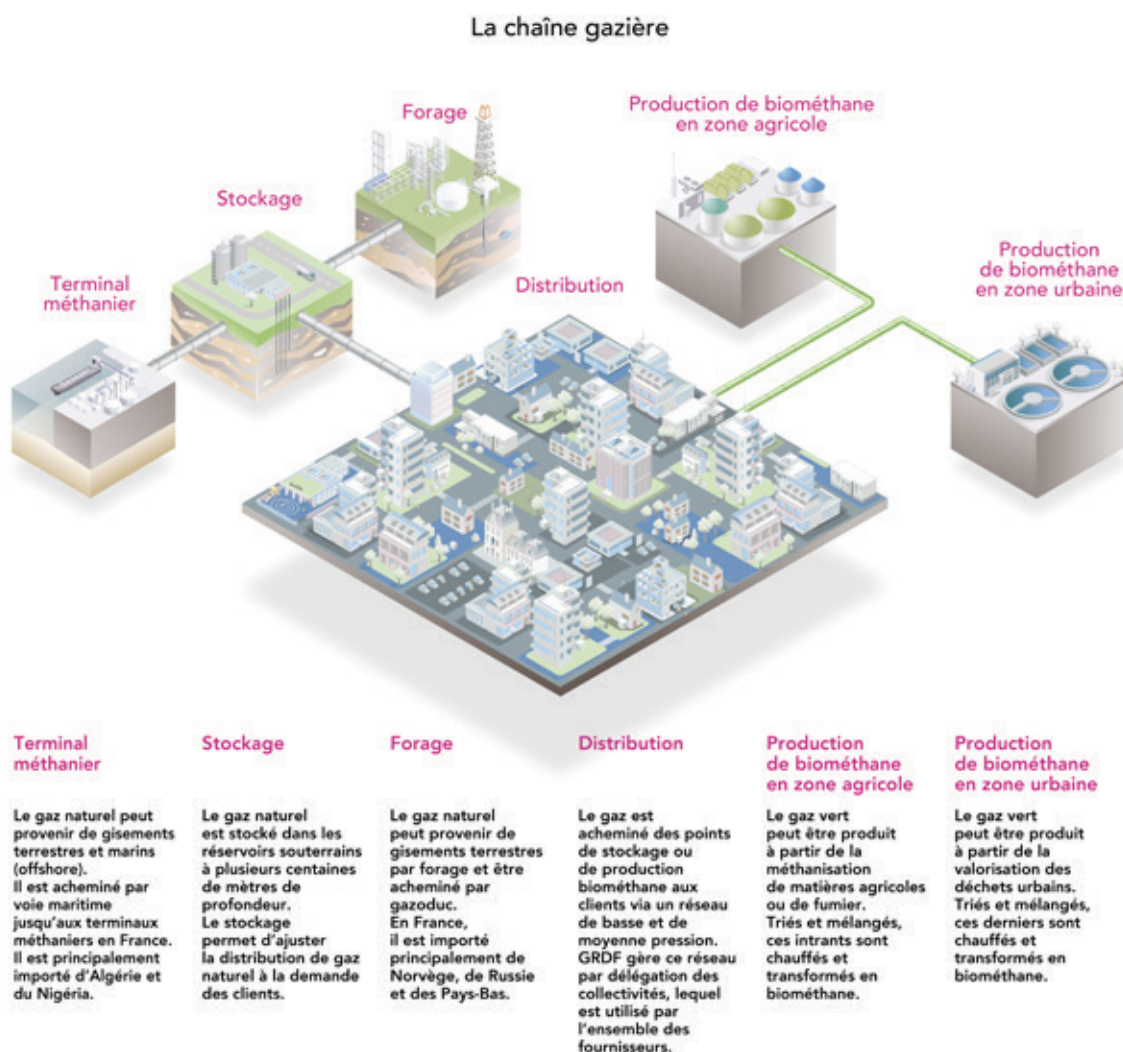 La chaîne gazière
Forage
Production de biométhane
en zone agricole
Stockage
Production
de biométhane
en zone urbaine
Terminal
méthanier
Distribution
Terminal
méthanier
Le gaz naturel peut
provenir de gisements
terrestres et marins
(offshore).
Il est acheminé par
voie maritime
jusqu'aux terminaux
méthaniers en France.
Il est principalement
importé d'Algérie et
du Nigéria.
Stockage
Le gaz naturel
est stocké dans les
réservoirs souterrains
à plusieurs centaines
de mètres de
profondeur.
Le stockage
permet d'ajuster
la distribution de gaz
naturel à la demande
des clients.
Forage
Le gaz naturel
peut provenir de
gisements terrestres
par forage et être
acheminé par
gazoduc.
En France,
il est importé
principalement de
Norvège, de Russie
et des Pays-Bas.
Distribution
Le gaz est
acheminé des points
de stockage ou
de production
biométhane aux
clients via un réseau
de basse et de
moyenne pression.
GRDF gère ce réseau
par délégation des
collectivités, lequel
est utilisé par
l'ensemble des
fournisseurs.
Production
de biométhane
en zone agricole
Le gaz vert
peut être produit
à partir de la
méthanisation
de matières agricoles
ou de fumier.
Triés et mélangés,
ces intrants sont
chauffés et
transformés en
biométhane.
Production
de biométhane
en zone urbaine
Le gaz vert
peut être produit
à partir de la
valorisation des
déchets urbains.
Triés et mélangés,
ces derniers sont
chauffés et
transformés en
biométhane.